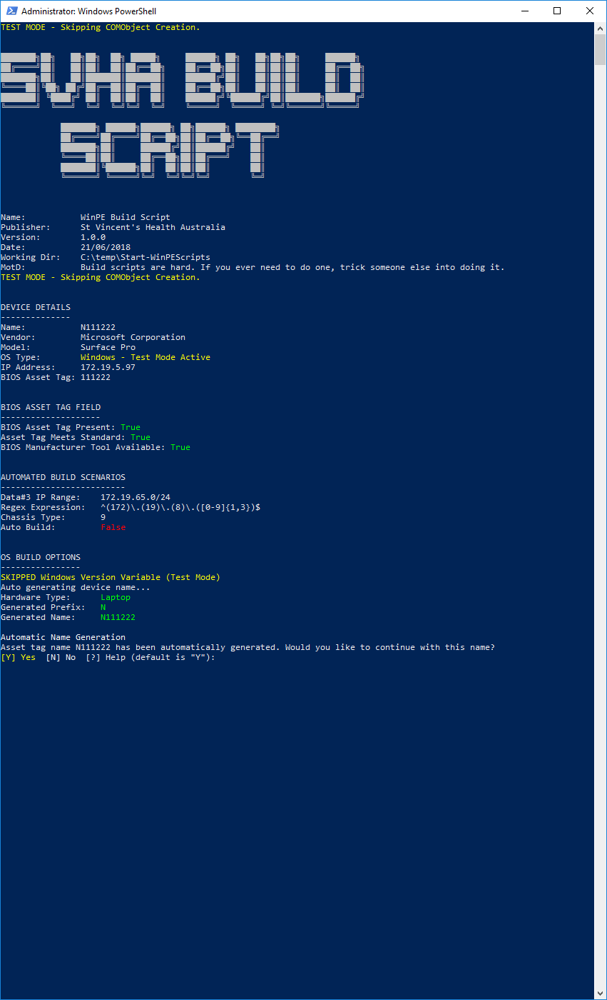 Administrator: Windows PowerShell
TEST MODE - Skipping COMObject Creation.
SVHA BUILD
SCRIPT
Name: WinPE Build Script
Publisher: St Vincent's Health Australia
Version: 1.0.0
Date: 21/06/2018
Working Dir: C:\temp\Start-WinPEScripts
MotD: Build scripts are hard. If you ever need to do one, trick someone else into doing it.
TEST MODE - Skipping COMObject Creation.
DEVICE DETAILS
--------------
Name: N111222
Vendor: Microsoft Corporation
Model: Surface Pro
OS Type: Windows - Test Mode Active
IP Address: 172.19.5.97
BIOS Asset Tag: 111222
BIOS ASSET TAG FIELD
--------------------
BIOS Asset Tag Present: True
Asset Tag Meets Standard: True
BIOS Manufacturer Tool Available: True
AUTOMATED BUILD SCENARIOS
-------------------------
Data#3 IP Range: 172.19.65.0/24
Regex Expression: ^(172)\.(19)\.(8)\.([0-9]{1,3})$
Chassis Type: 9
Auto Build: False
OS BUILD OPTIONS
----------------
SKIPPED Windows Version Variable (Test Mode)
Auto generating device name...
Hardware Type: Laptop
Generated Prefix: N
Generated Name: N111222
Automatic Name Generation
Asset tag name N111222 has been automatically generated. Would you like to continue with this name?
[Y] Yes [N] No [?] Help (default is "Y"):